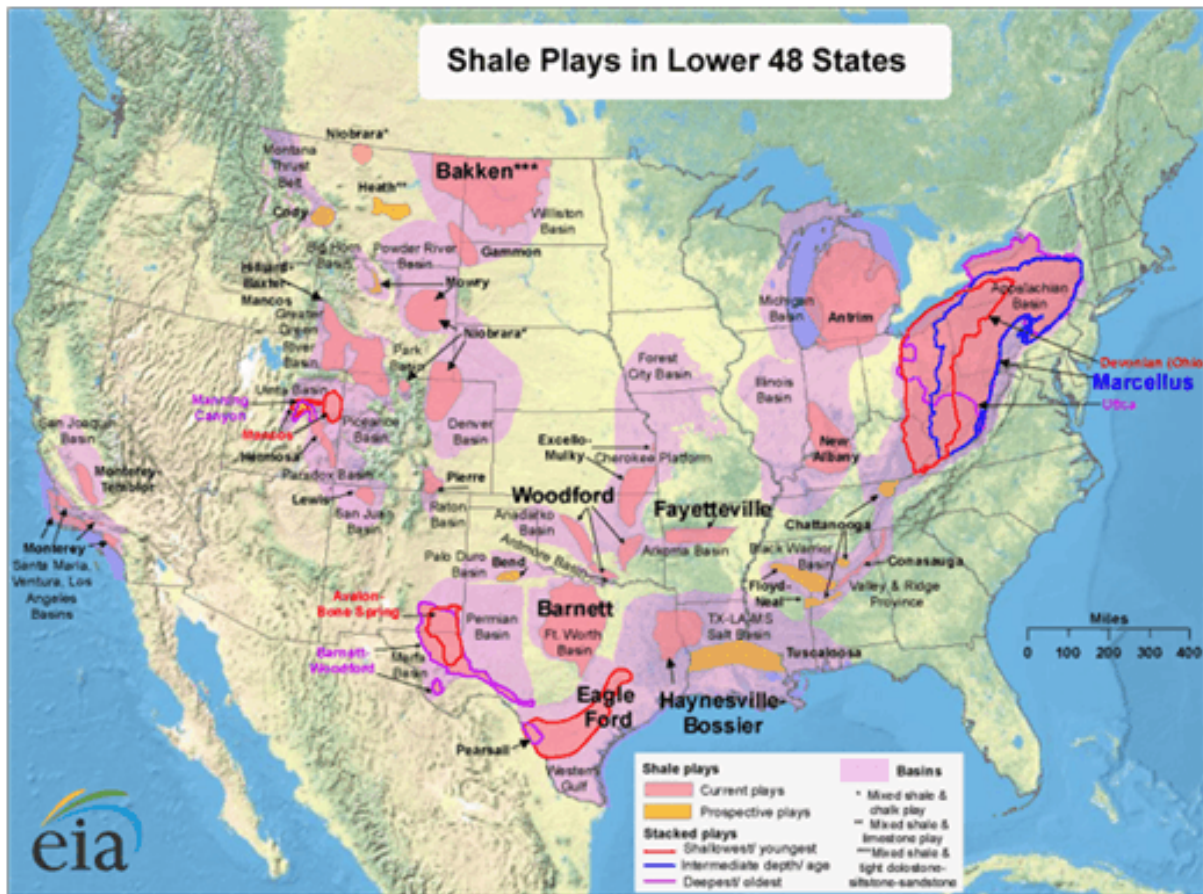 Shale Plays in Lower 48 States
Niobrara*
Montana
Thrust
Belt
Bakken***
Heath**
Cody
Williston
Basin
Big Horn
Basin
Powder River
Basin
Gammon
Hilliard-
Baxter-
Mancos
Mowry
Greater
Green
River
Basin
Niobrara*
Park
Basin
Michigan
Basin
Antrim
Appalachian
Basin
Devonian (Ohio
Marcellus
Utica
Forest
City Basin
Illinois
Basin
Uinta Basin
Manning
Canyon
Mancos
Piceance
Basin
Denver
Basin
San Joaquin
Basin
Hermosa
Paradox Basin
Excello-
Mulky
Cherokee Platform
New
Albany
Monterey-
Temblor
Pierre
Lewis
San Juan
Basin
Raton
Basin
Woodford
Anadarko
Basin
Fayetteville
Arkoma Basin
Chattanooga
Monterey
Santa Maria,
Ventura, Los
Angeles
Basins
Palo Duro
Basin
Bend
Ardmore Basin
Black Warrior
Basin
Conasauga
Floyd-
Neal
Valley & Ridge
Province
Avalon-
Bone Spring
Permian
Basin
Barnett
Ft. Worth
Basin
TX-LA-MS
Salt Basin
Tuscaloosa
Barnett-
Woodford
Marfa
Basin
Eagle
Ford
Haynesville-
Bossier
Pearsall
Western
Gulf
Miles
0 100 200 300 400
Shale plays
Current plays
Prospective plays
Stacked plays
Shallowest/ youngest
Intermediate depth/ age
Deepest/ oldest
Basins
* Mixed shale &
chalk play
** Mixed shale &
limestone play
***Mixed shale &
tight dolostone-
siltstone-sandstone
eia